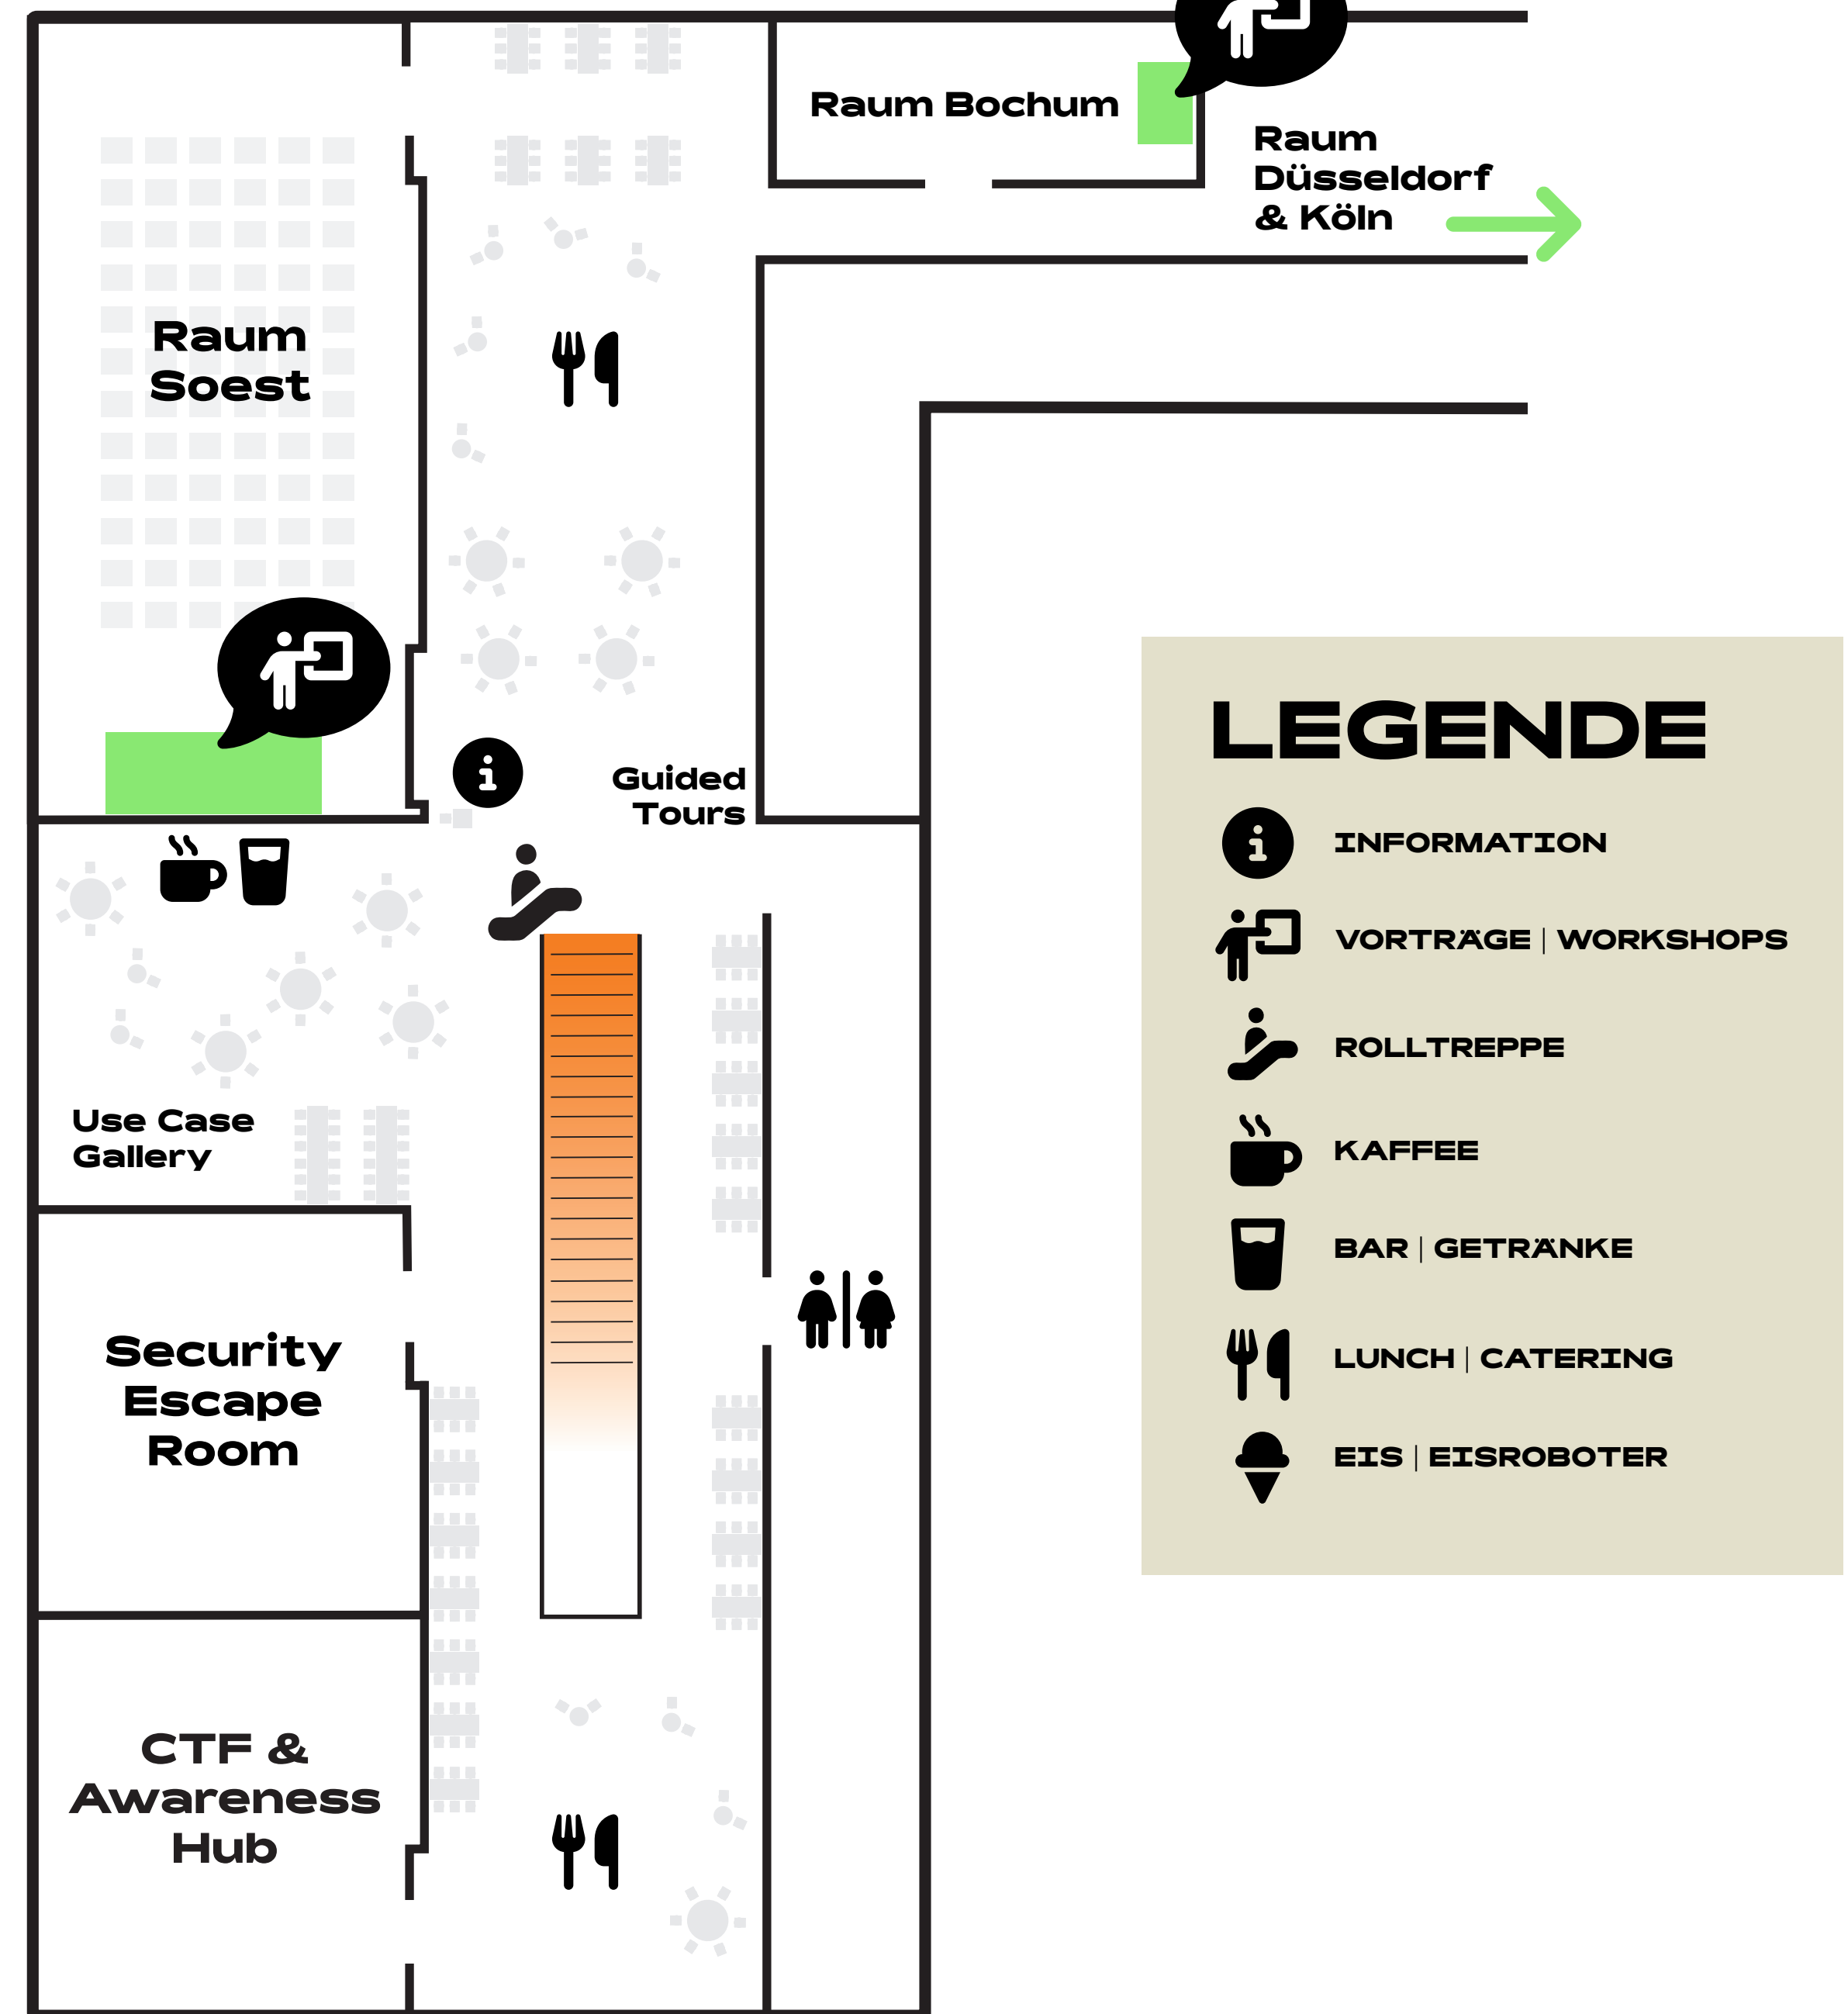 Raum Bochum
Raum
Düsseldorf
& Köln
Raum
Soest
Guided
Tours
Use Case
Gallery
Security
Escape
Room
CTF &
Awareness
Hub
LEGENDE
INFORMATION
VORTRÄGE | WORKSHOPS
ROLLTREPPE
KAFFEE
BAR | GETRÄNKE
LUNCH | CATERING
EIS | EISROBOTER